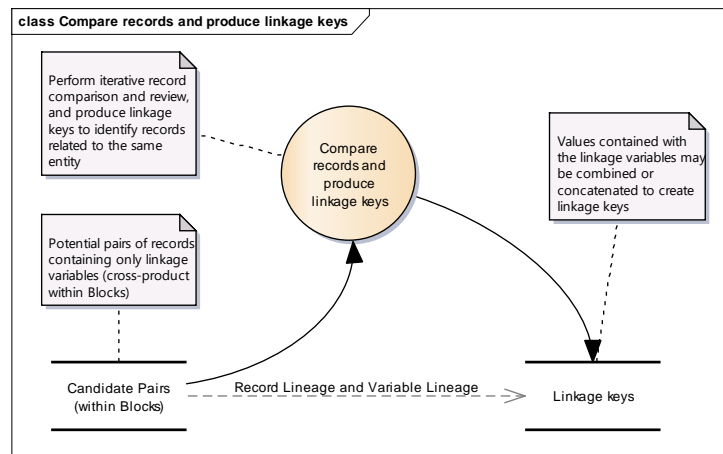 class Compare records and produce linkage keys
Perform iterative record
comparison and review,
and produce linkage
keys to identify records
related to the same
entity
Compare
records and
produce
linkage keys
Values contained with
the linkage variables may
be combined or
concatenated to create
linkage keys
Potential pairs of records
containing only linkage
variables (cross-product
within Blocks)
Candidate Pairs
(within Blocks)
Record Lineage and Variable Lineage
Linkage keys